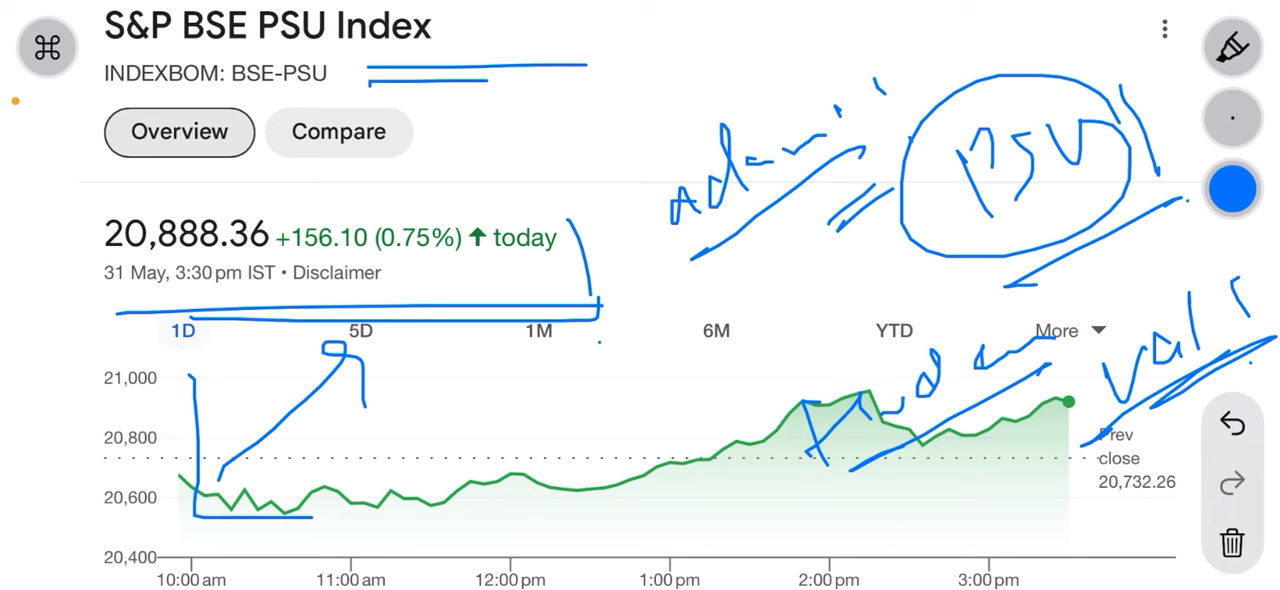 S&P BSE PSU Index
INDEXBOM: BSE-PSU
Overview Compare
Adani
PSU
20,888.36 +156.10 (0.75%) ↑ today
31 May, 3:30 pm IST • Disclaimer
1D 5D 1M 6M YTD More
21,000
20,800
20,600
20,400
Prev
close
20,732.26
10:00 am 11:00 am 12:00 pm 1:00 pm 2:00 pm 3:00 pm